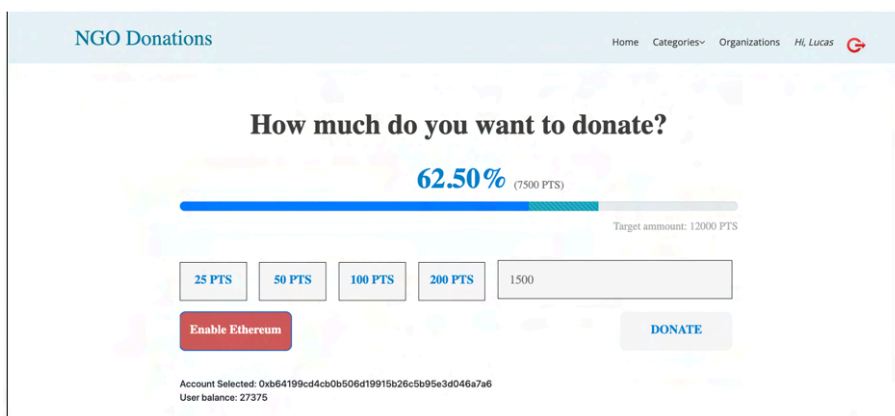 NGO Donations
Home Categories Organizations Hi, Lucas
How much do you want to donate?
62.50% (7500 PTS)
Target ammount: 12000 PTS
25 PTS 50 PTS 100 PTS 200 PTS 1500
Enable Ethereum DONATE
Account Selected: 0xb64199cd4cb0b506d19915b26c5b95e3d046a7a6
User balance: 27375